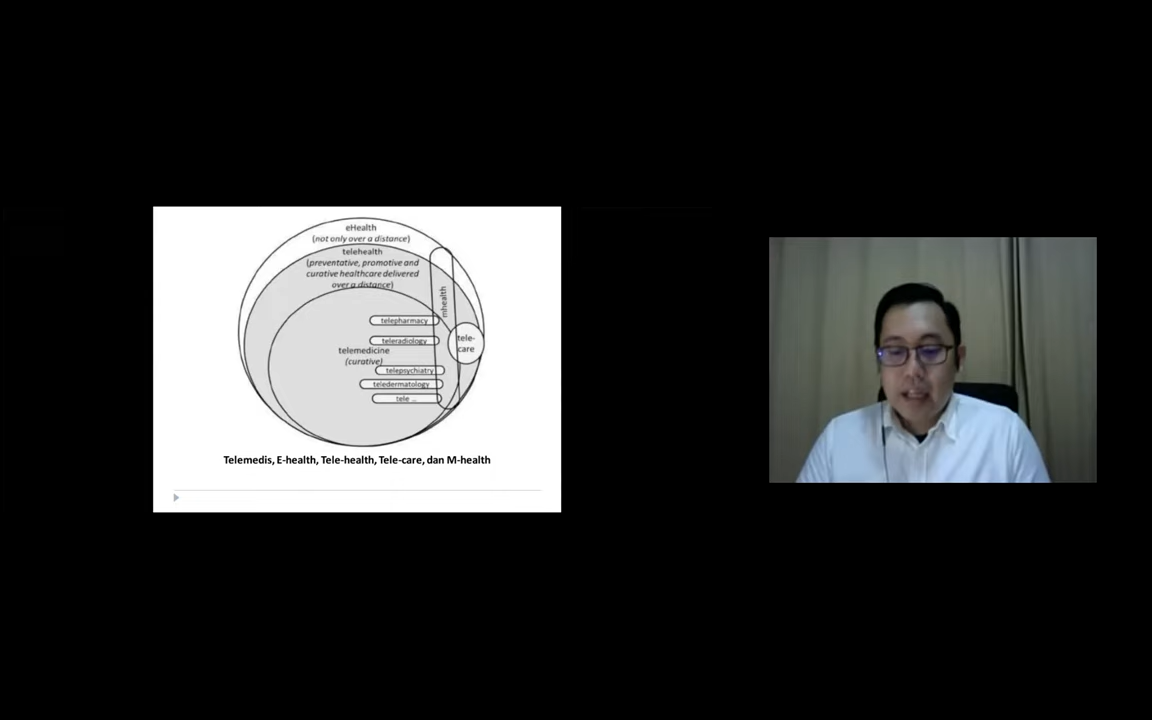 eHealth
(not only over a distance)
telehealth
(preventative, promotive and
curative healthcare delivered
over a distance)
mhealth
telepharmacy
tele-
care
teleradiology
telemedicine
(curative)
telepsychiatry
teledermatology
tele ...
Telemedis, E-health, Tele-health, Tele-care, dan M-health